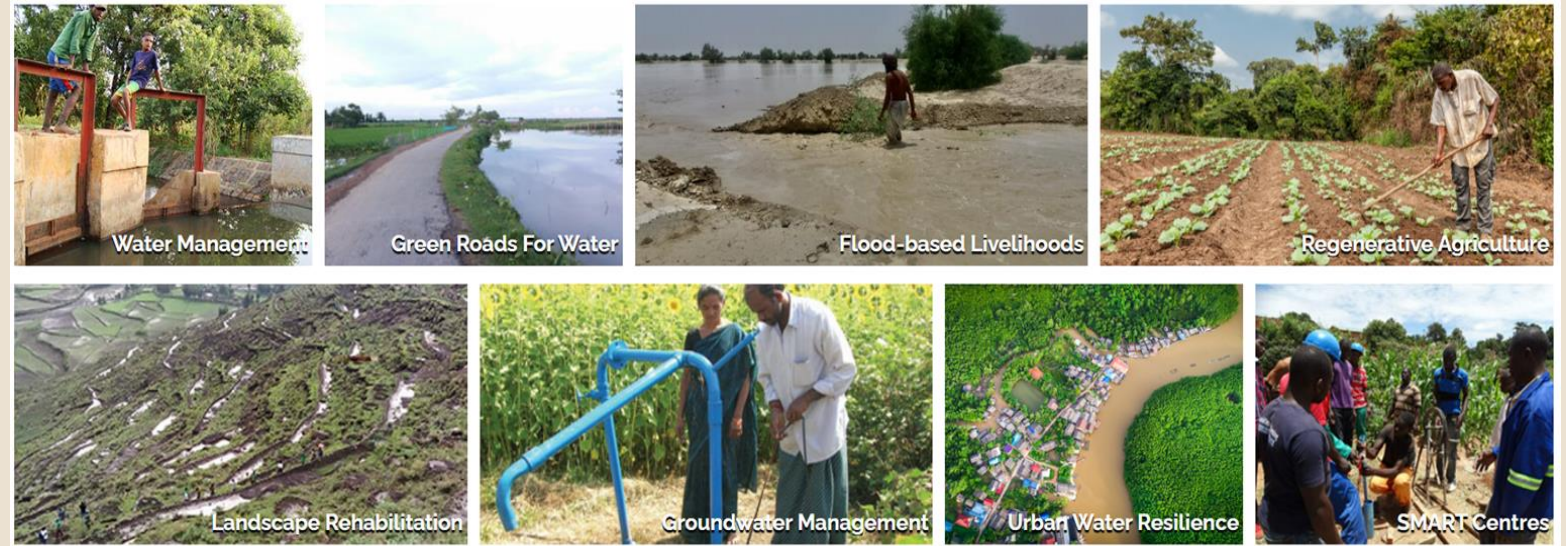 Water Management
Green Roads For Water
Flood-based Livelihoods
Regenerative Agriculture
Landscape Rehabilitation
Groundwater Management
Urban Water Resilience
SMART Centres